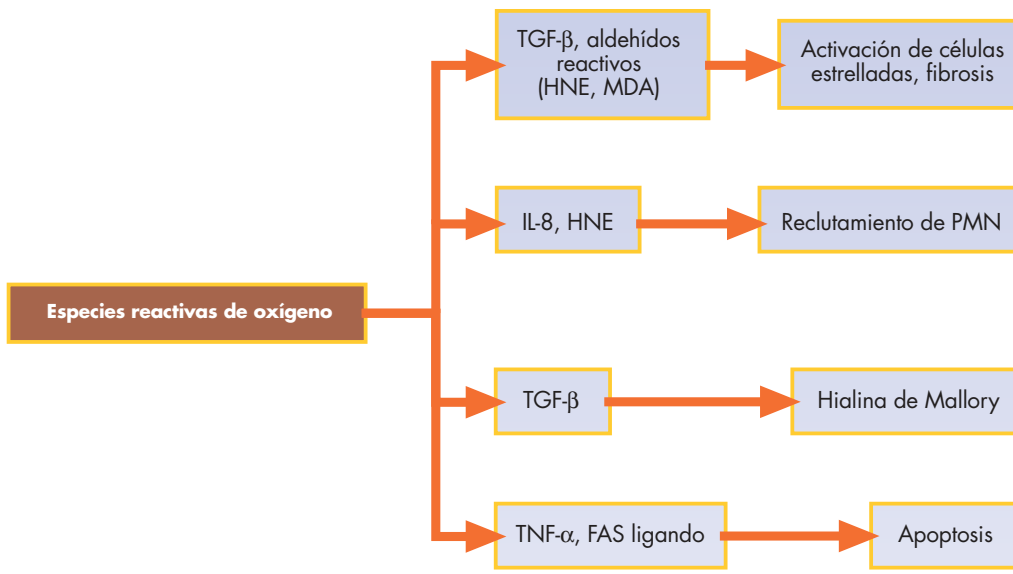 TGF-β, aldehídos
reactivos
(HNE, MDA)
Activación de células
estrelladas, fibrosis
IL-8, HNE
Reclutamiento de PMN
Especies reactivas de oxígeno
TGF-β
Hialina de Mallory
TNF-α, FAS ligando
Apoptosis